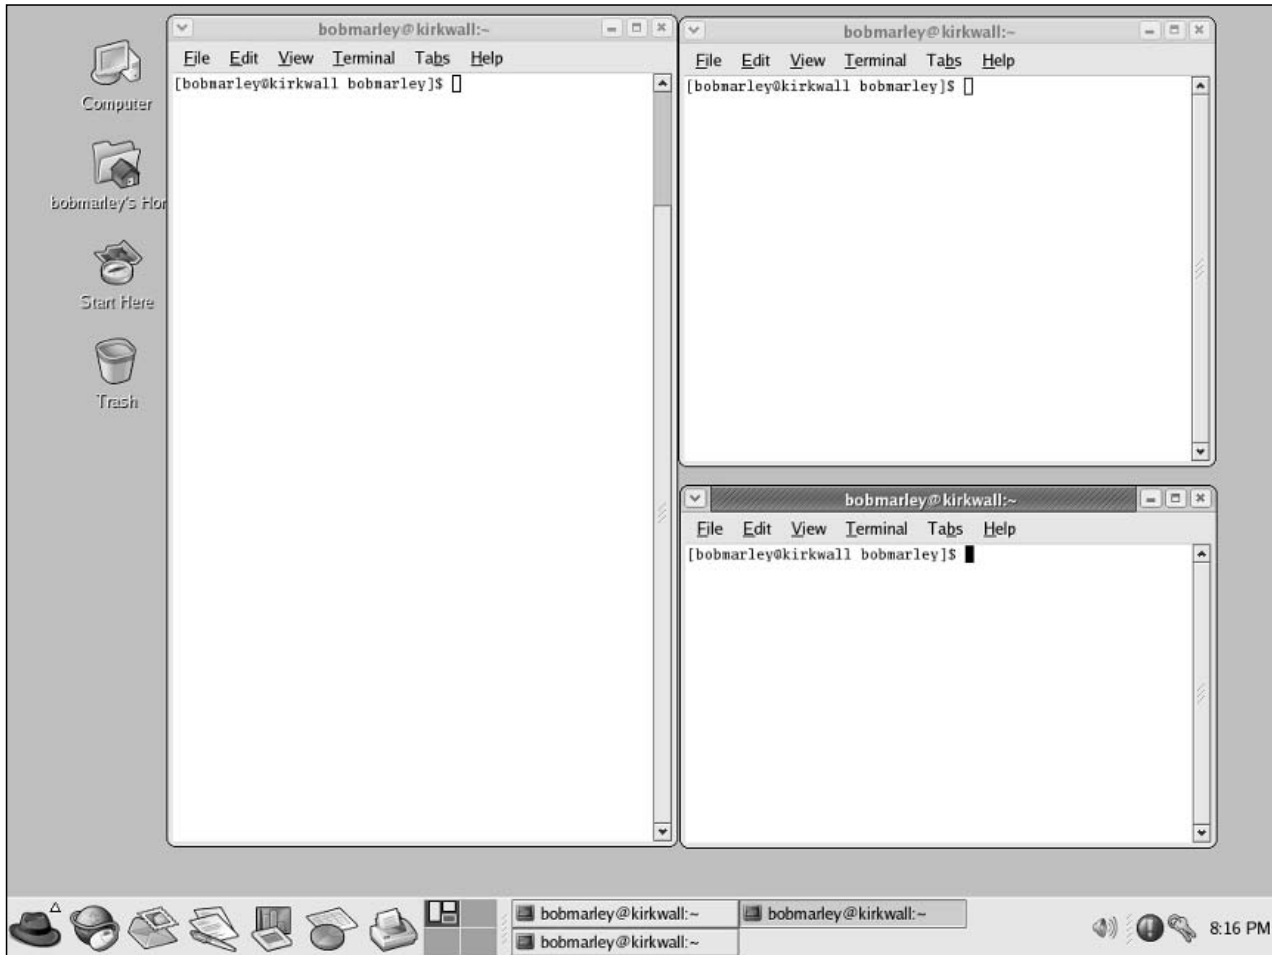 Computer
bobmarley's Hor
Start Here
Trash
bobmarley@kirkwall:~
File Edit View Terminal Tabs Help
[bobmarley@kirkwall bobmarley]$
bobmarley@kirkwall:~
File Edit View Terminal Tabs Help
[bobmarley@kirkwall bobmarley]$
bobmarley@kirkwall:~
File Edit View Terminal Tabs Help
[bobmarley@kirkwall bobmarley]$
bobmarley@kirkwall:~
bobmarley@kirkwall:~
bobmarley@kirkwall:~
8:16 PM